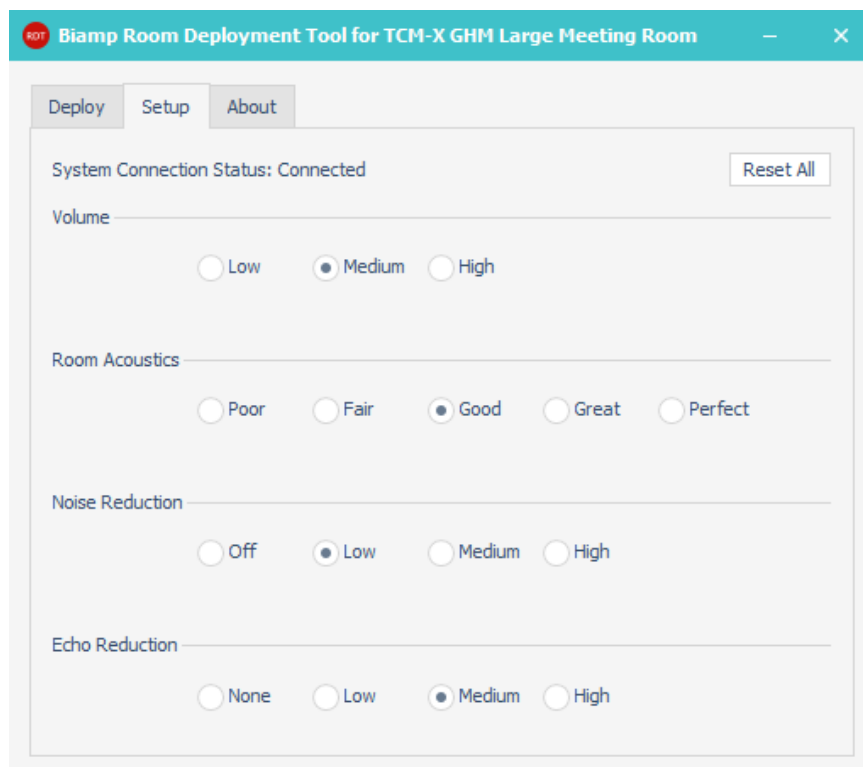 RDT Biamp Room Deployment Tool for TCM-X GHM Large Meeting Room
Deploy Setup About
System Connection Status: Connected Reset All
Volume
Low Medium High
Room Acoustics
Poor Fair Good Great Perfect
Noise Reduction
Off Low Medium High
Echo Reduction
None Low Medium High